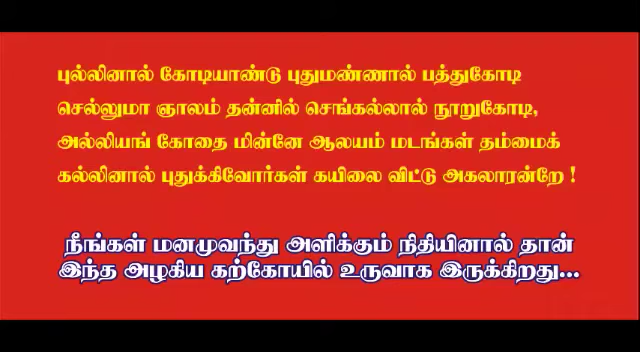 புல்லினால் கோடியாண்டு புதுமண்ணால் பத்துகோடி
செல்லுமா ஞாலம் தன்னில் செங்கல்லால் நூறுகோடி,
அல்லியங் கோதை மின்னே ஆலயம் மடங்கள் தம்மைக்
கல்லினால் புதுக்கிவோர்கள் கயிலை விட்டு அகலாரன்றே !
நீங்கள் மனமுவந்து அளிக்கும் நிதியினால் தான்
இந்த அழகிய கற்கோயில் உருவாக இருக்கிறது...